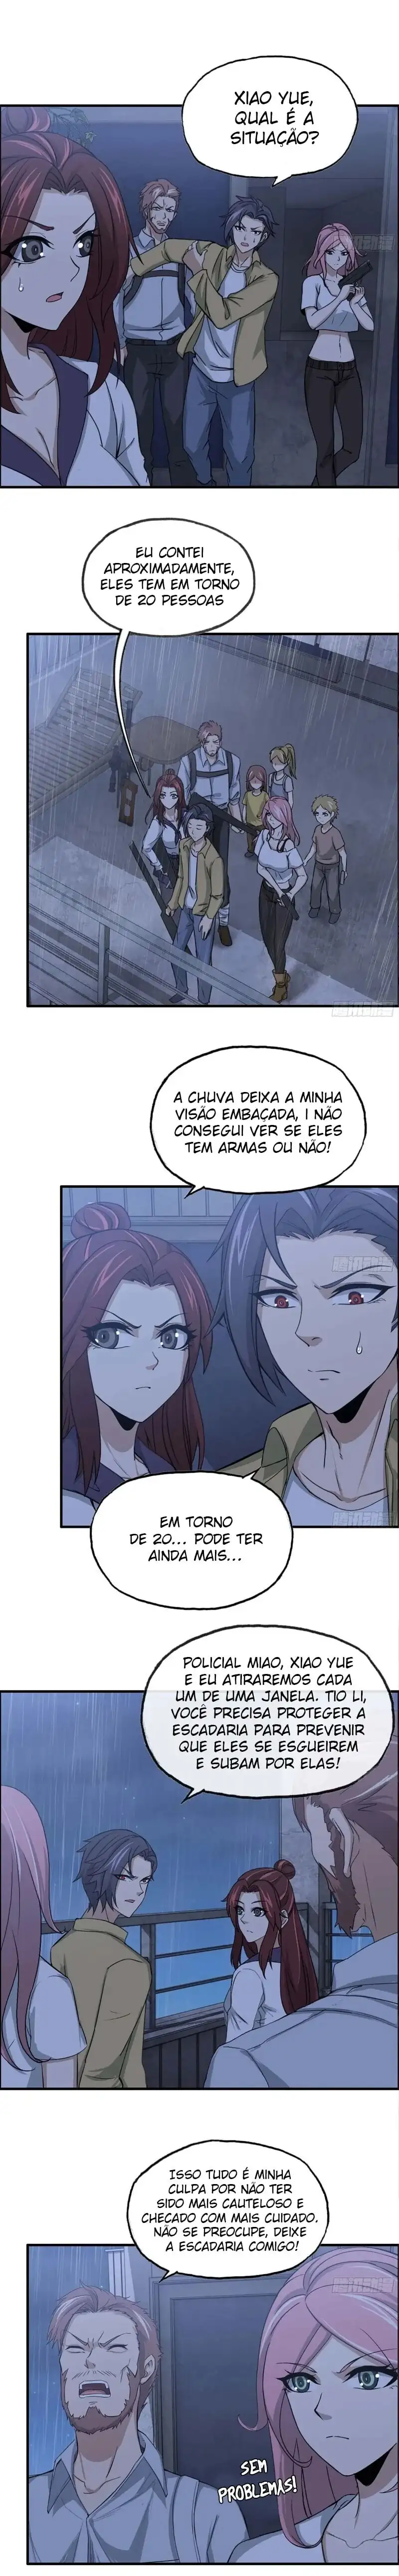 XIAO YUE,
QUAL É A
SITUAÇÃO?
EU CONTEI
APROXIMADAMENTE,
ELES TEM EM TORNO
DE 20 PESSOAS
A CHUVA DEIXA A MINHA
VISÃO EMBAÇADA, I NÃO
CONSEGUI VER SE ELES
TEM ARMAS OU NÃO!
EM TORNO
DE 20... PODE TER
AINDA MAIS...
POLICIAL MIAO, XIAO YUE
E EU ATIRAREMOS CADA
UM DE UMA JANELA. TIO LI,
VOCÊ PRECISA PROTEGER A
ESCADARIA PARA PREVENIR
QUE ELES SE ESGUEIREM
E SUBAM POR ELAS!
ISSO TUDO É MINHA
CULPA POR NÃO TER
SIDO MAIS CAUTELOSO E
CHECADO COM MAIS CUIDADO.
NÃO SE PREOCUPE, DEIXE
A ESCADARIA COMIGO!
SEM
PROBLEMAS!